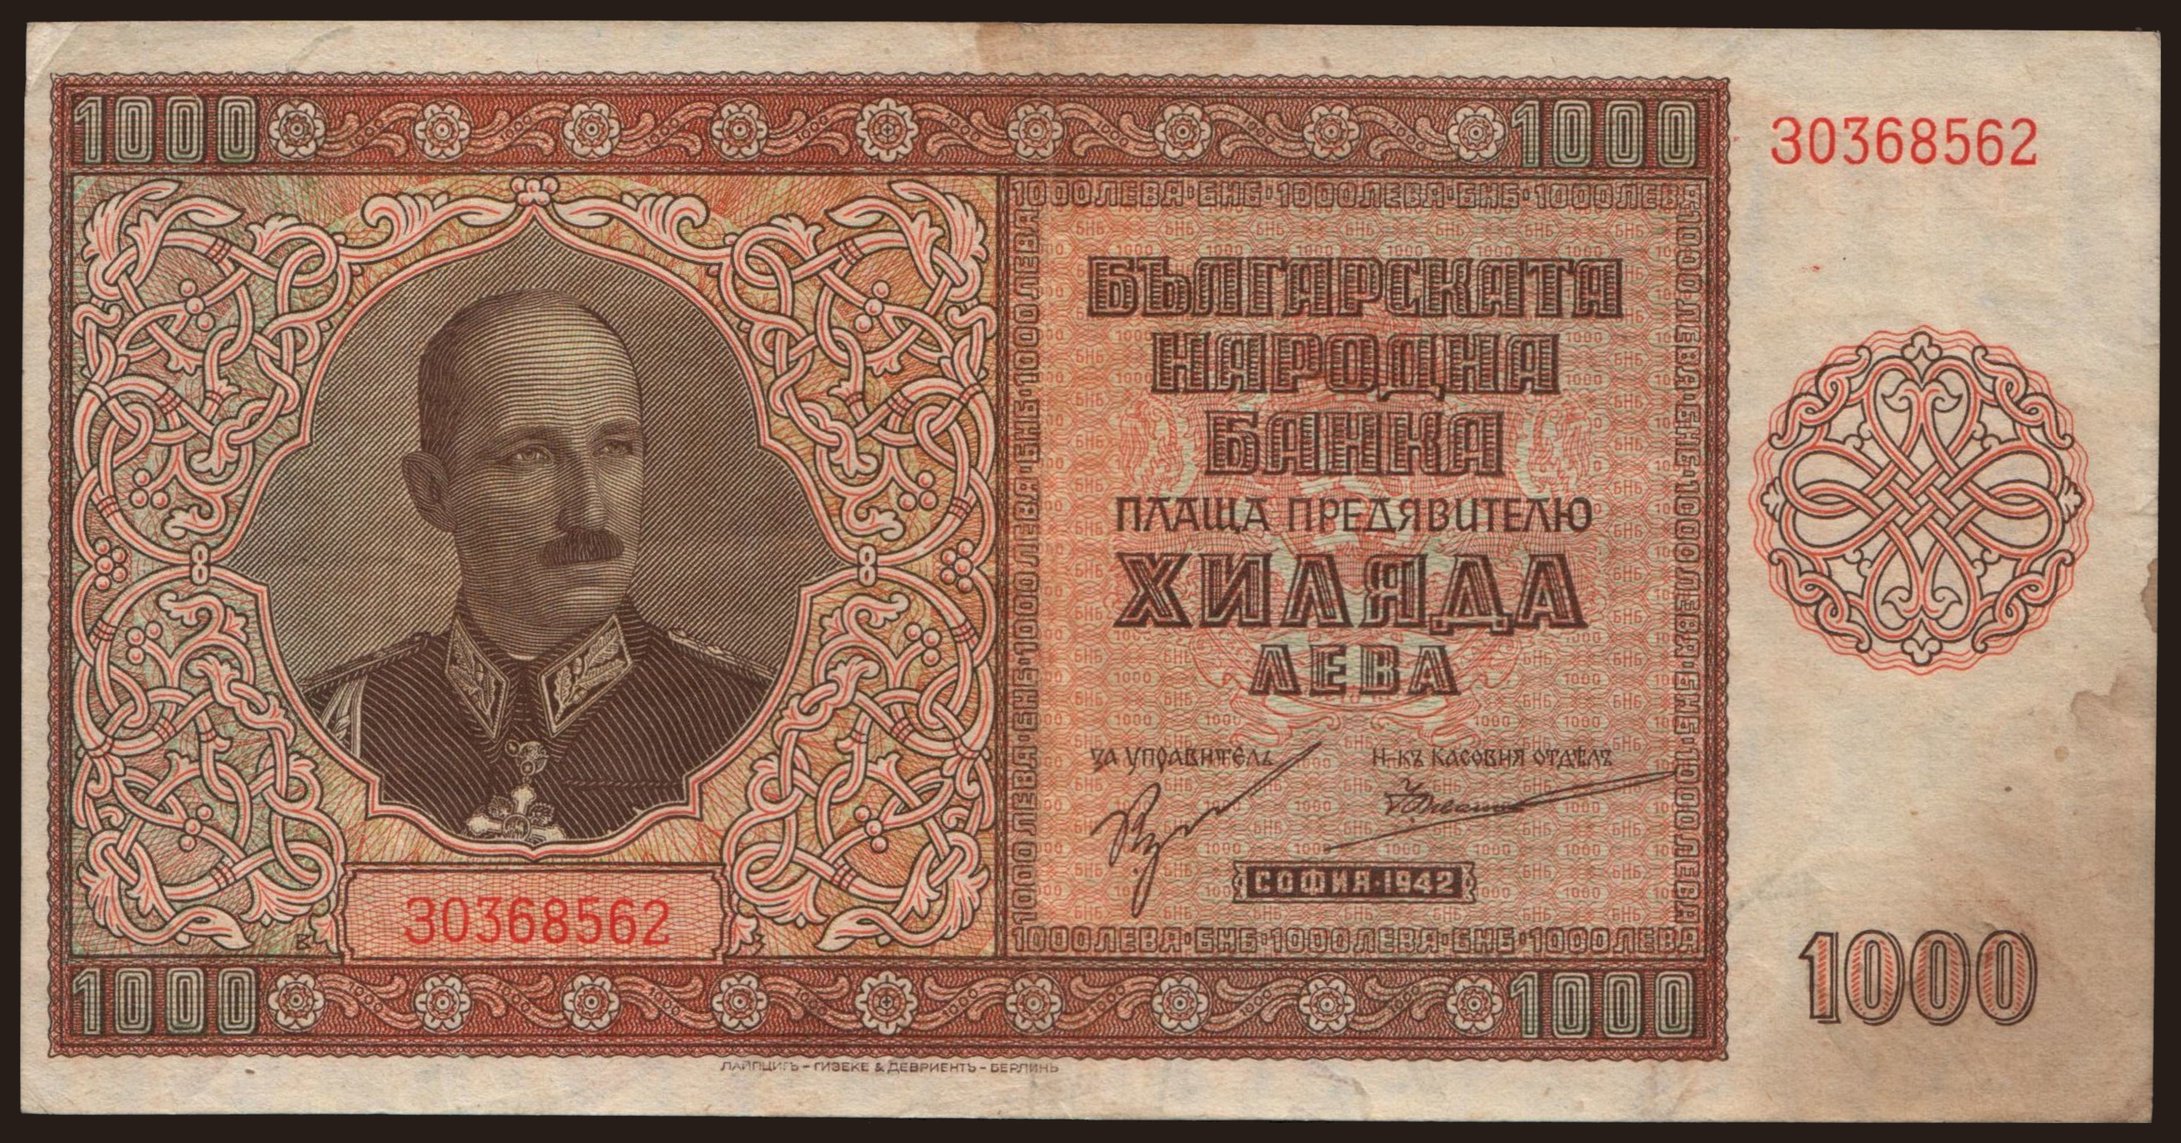 1000 1000
30368562
1000ЛЕВА·БНБ·1000ЛЕВА·БНБ·1000ЛЕВА
БЪЛГАРСКАТА
НАРОДНА
БАНКА
ПЛАЩА ПРЕДЯВИТЕЛЮ
ХИЛЯДА
ЛЕВА
ЗА УПРАВИТЕЛЬ Н-КЪ КАСОВИЯ ОТДѢЛЪ
СОФИЯ·1942
30368562
1000ЛЕВА·БНБ·1000ЛЕВА·БНБ·1000ЛЕВА
1000 1000
1000
ЛАЙПЦИГЪ – ГИЗЕКЕ & ДЕВРИЕНТЪ – БЕРЛИНЪ